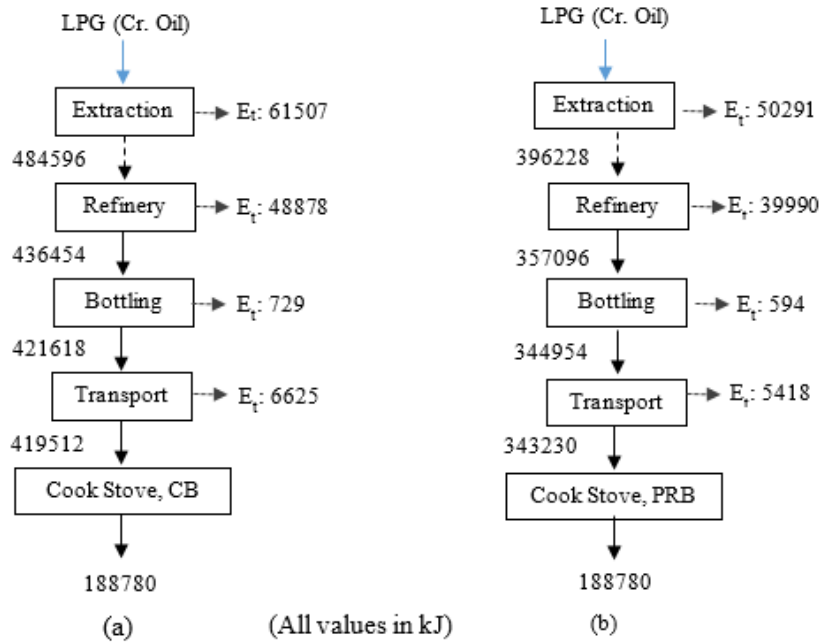 LPG (Cr. Oil)
Extraction
Et: 61507
484596
Refinery
Et: 48878
436454
Bottling
Et: 729
421618
Transport
Et: 6625
419512
Cook Stove, CB
188780
(a)
(All values in kJ)
LPG (Cr. Oil)
Extraction
Et: 50291
396228
Refinery
Et: 39990
357096
Bottling
Et: 594
344954
Transport
Et: 5418
343230
Cook Stove, PRB
188780
(b)